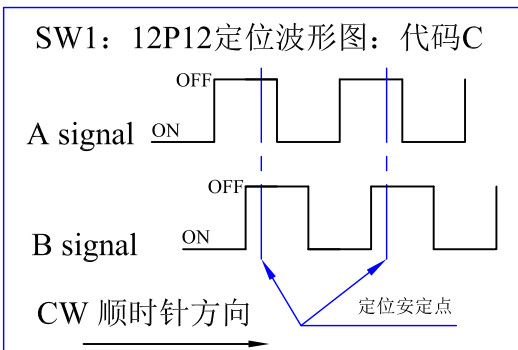 SW1：12P12定位波形图：代码C
OFF
A signal ON
OFF
ON
B signal
定位安定点
CW 顺时针方向